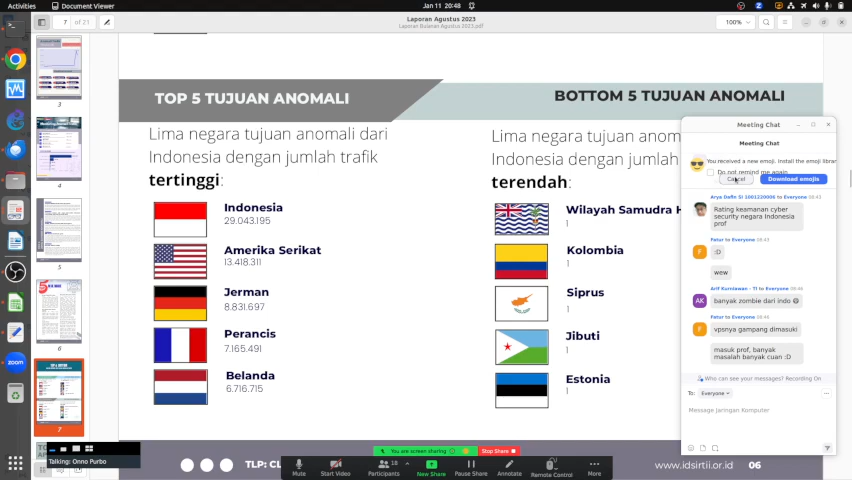 Activities
Document Viewer
Jan 11 20:48
7 of 21
Laporan Agustus 2023
Laporan Bulanan Agustus 2023.pdf
100%
3
4
5
6
7
TOP 5 TUJUAN ANOMALI
Lima negara tujuan anomali dari
Indonesia dengan jumlah trafik
tertinggi:
Indonesia
29.043.195
Amerika Serikat
13.418.311
Jerman
8.831.697
Perancis
7.165.491
Belanda
6.716.715
BOTTOM 5 TUJUAN ANOMALI
Lima negara tujuan anom
Indonesia dengan jumlah
terendah:
Wilayah Samudra H
1
Kolombia
1
Siprus
1
Jibuti
1
Estonia
1
Meeting Chat
Meeting Chat
You received a new emoji. Install the emoji librar
Do not remind me again
Cancel
Download emojis
08:43
Rating keamanan cyber
security negara Indonesia
prof
Fatur to Everyone 08:43
:D
wew
Arif Kurniawan - TI to Everyone 08:46
AK
banyak zombie dari indo
Fatur to Everyone 08:46
F
vpsnya gampang dimasuki
masuk prof, banyak
masalah banyak cuan :D
Who can see your messages? Recording On
To: Everyone
Message Jaringan Komputer
Talking: Onno Purbo
TLP: CL
You are screen sharing
Stop Share
Mute
Start Video
18
Participants
New Share
Pause Share
Annotate
Remote Control
More
www.idsirtii.or.id
06
zoom